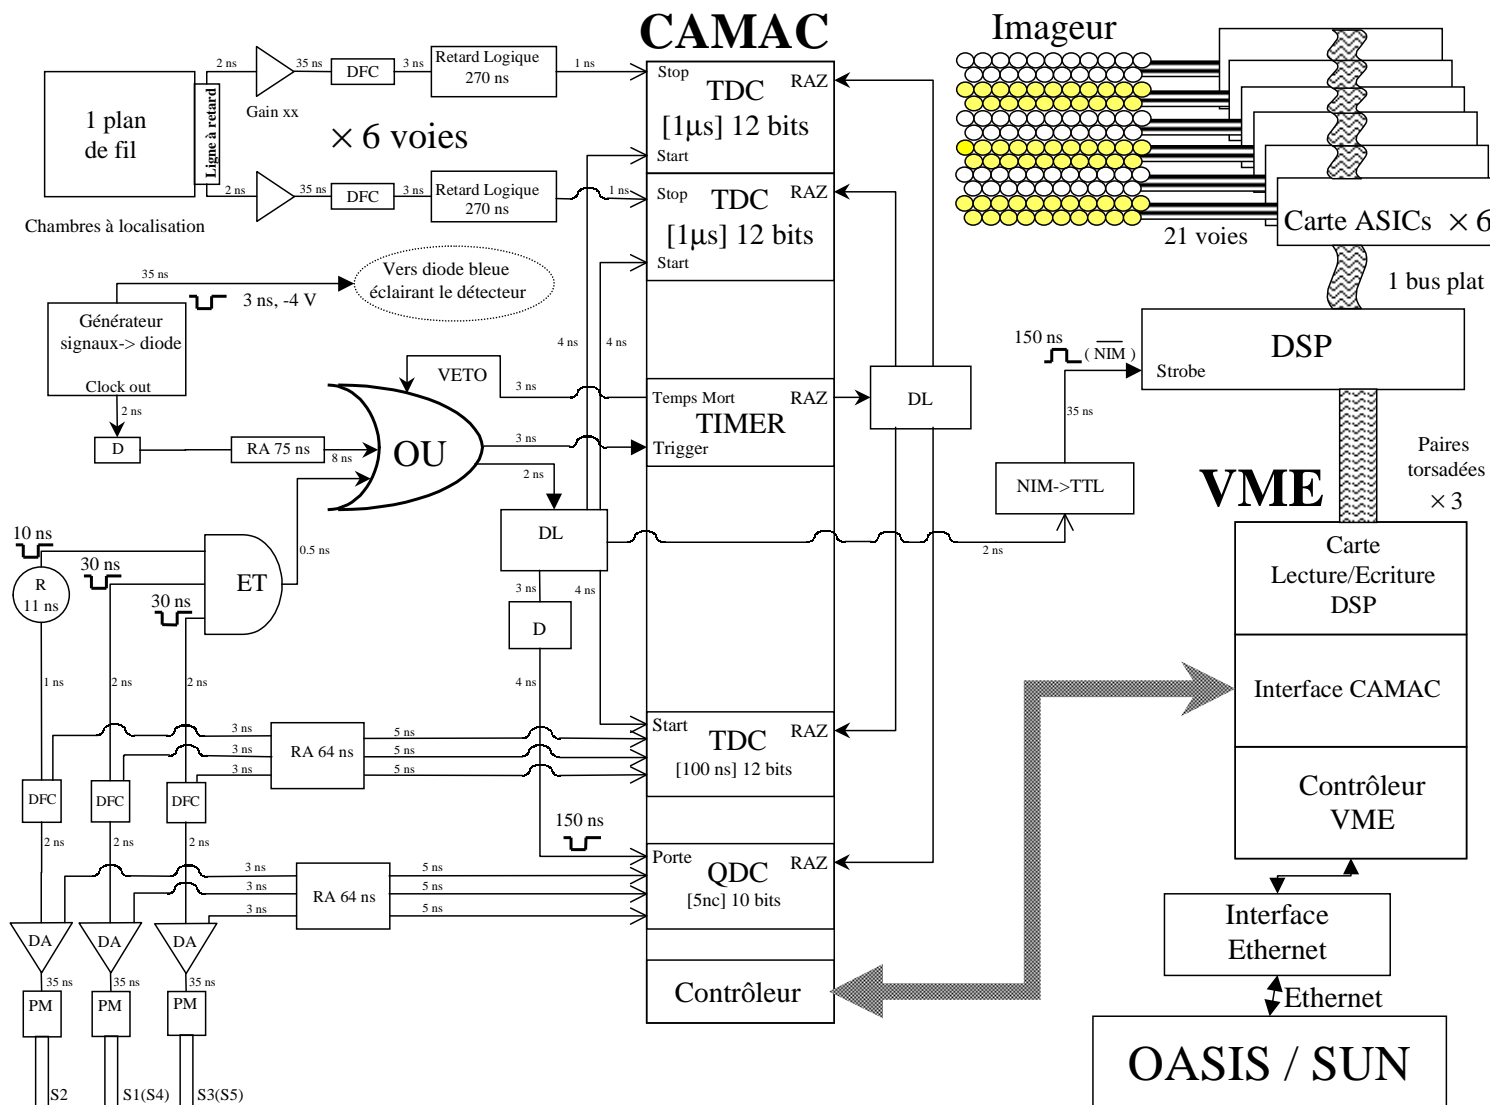 CAMAC
Imageur
1 plan
de fil
Ligne à retard
2 ns
35 ns
DFC
3 ns
Retard Logique
270 ns
1 ns
Gain xx
× 6 voies
2 ns
35 ns
DFC
3 ns
Retard Logique
270 ns
1 ns
Chambres à localisation
Stop
TDC
RAZ
[1µs] 12 bits
Start
Stop
TDC
RAZ
[1µs] 12 bits
Start
21 voies
Carte ASICs × 6
1 bus plat
35 ns
3 ns, -4 V
Vers diode bleue
éclairant le détecteur
Générateur
signaux-> diode
Clock out
2 ns
D
RA 75 ns
8 ns
OU
VETO
3 ns
3 ns
2 ns
4 ns
4 ns
Temps Mort
RAZ
TIMER
Trigger
DL
150 ns
(NIM)
DSP
Strobe
35 ns
NIM->TTL
2 ns
Paires
torsadées
× 3
VME
DL
3 ns
4 ns
D
4 ns
10 ns
R
11 ns
30 ns
30 ns
ET
0.5 ns
1 ns
2 ns
2 ns
3 ns
3 ns
3 ns
RA 64 ns
5 ns
5 ns
5 ns
Start
RAZ
TDC
[100 ns] 12 bits
DFC
DFC
DFC
2 ns
2 ns
2 ns
150 ns
3 ns
3 ns
3 ns
RA 64 ns
5 ns
5 ns
5 ns
Porte
RAZ
QDC
[5nc] 10 bits
DA
DA
DA
35 ns
35 ns
35 ns
PM
PM
PM
S2
S1(S4)
S3(S5)
Contrôleur
Carte
Lecture/Ecriture
DSP
Interface CAMAC
Contrôleur
VME
Interface
Ethernet
Ethernet
OASIS / SUN